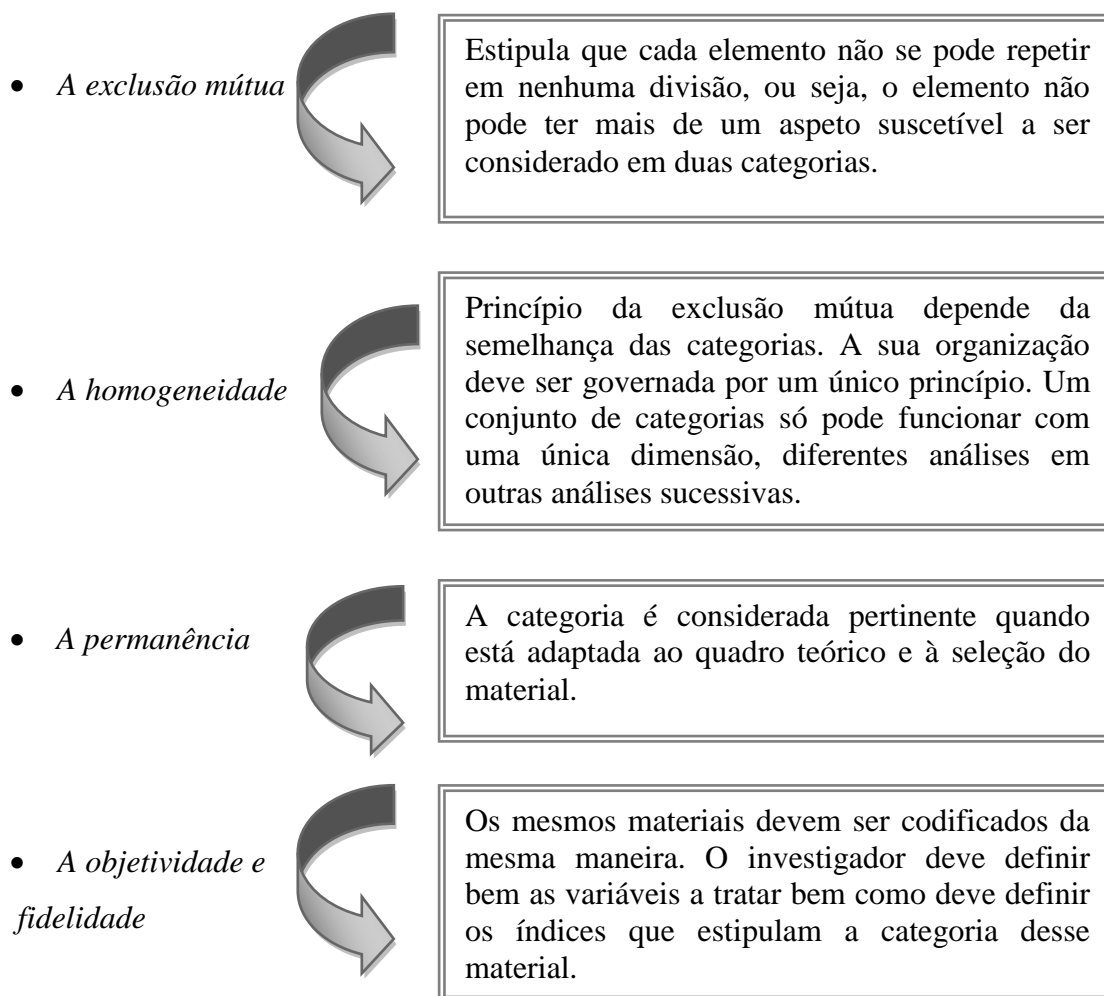 • A exclusão mútua
Estipula que cada elemento não se pode repetir
em nenhuma divisão, ou seja, o elemento não
pode ter mais de um aspeto suscetível a ser
considerado em duas categorias.
• A homogeneidade
Princípio da exclusão mútua depende da
semelhança das categorias. A sua organização
deve ser governada por um único princípio. Um
conjunto de categorias só pode funcionar com
uma única dimensão, diferentes análises em
outras análises sucessivas.
• A permanência
A categoria é considerada pertinente quando
está adaptada ao quadro teórico e à seleção do
material.
• A objetividade e
fidelidade
Os mesmos materiais devem ser codificados da
mesma maneira. O investigador deve definir
bem as variáveis a tratar bem como deve definir
os índices que estipulam a categoria desse
material.